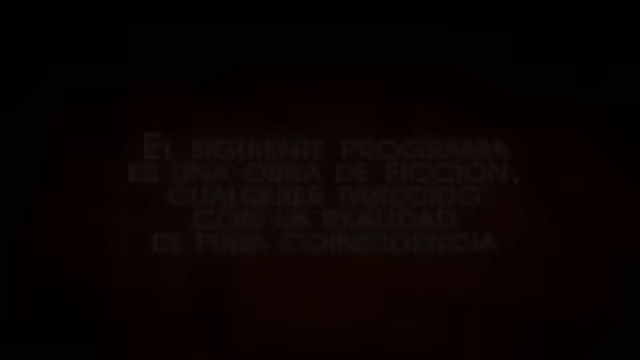 El siguiente programa
es una obra de ficción,
cualquier parecido
con la realidad
es pura coincidencia